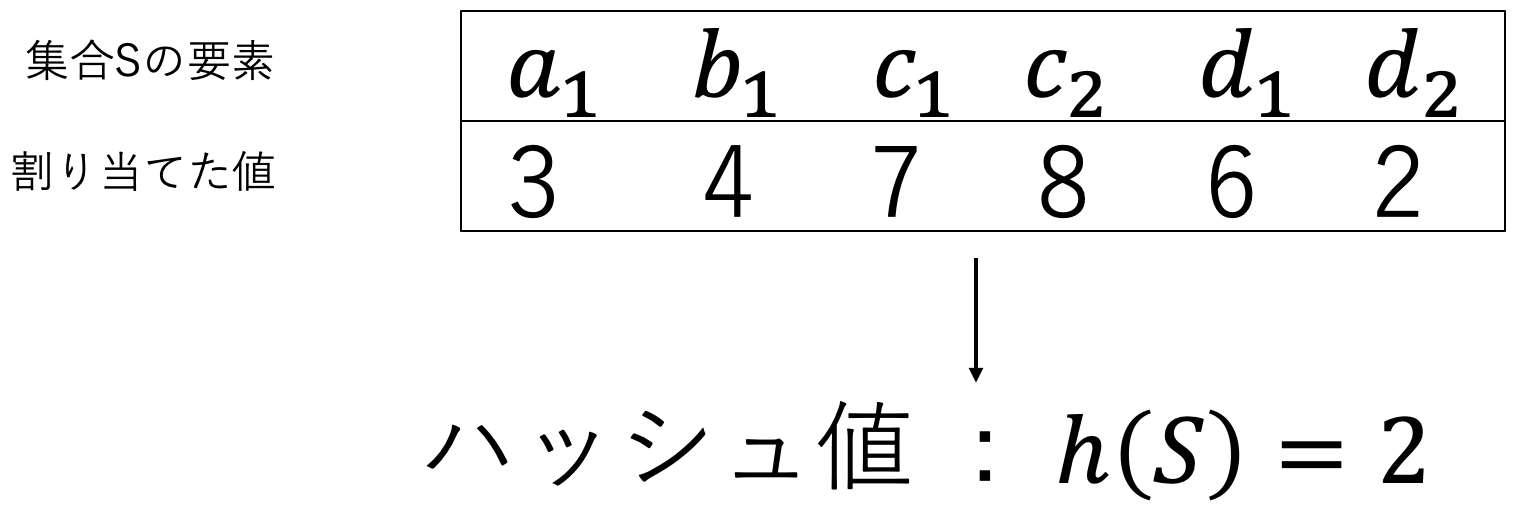 集合Sの要素 a₁ b₁ c₁ c₂ d₁ d₂
割り当てた値 3 4 7 8 6 2
ハッシュ値 : h(S) = 2